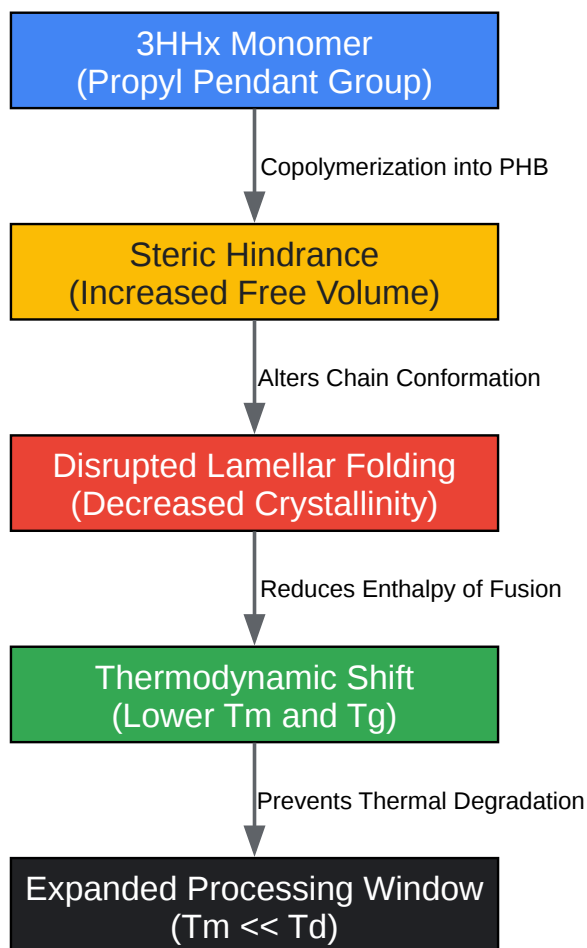 3HHx Monomer
(Propyl Pendant Group)
Copolymerization into PHB
Steric Hindrance
(Increased Free Volume)
Alters Chain Conformation
Disrupted Lamellar Folding
(Decreased Crystallinity)
Reduces Enthalpy of Fusion
Thermodynamic Shift
(Lower Tm and Tg)
Prevents Thermal Degradation
Expanded Processing Window
(Tm << Td)